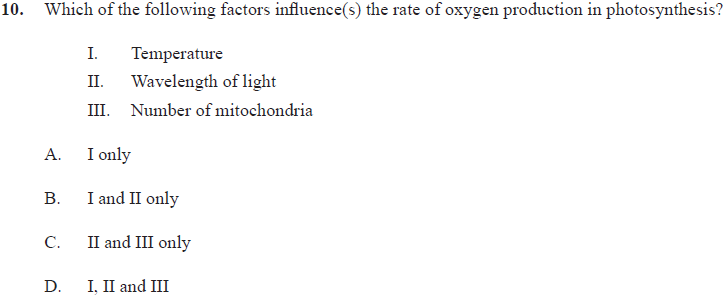 10. Which of the following factors influence(s) the rate of oxygen production in photosynthesis?
I. Temperature
II. Wavelength of light
III. Number of mitochondria
A. I only
B. I and II only
C. II and III only
D. I, II and III